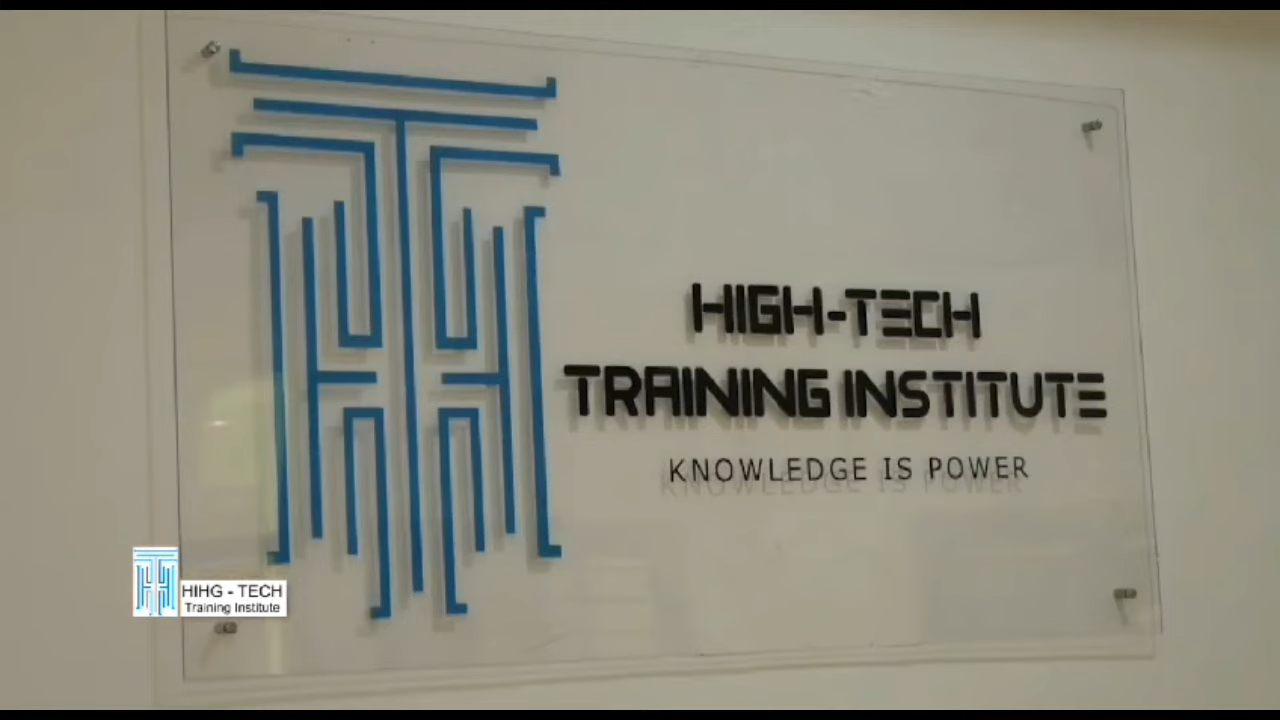 HIGH-TECH
TRAINING INSTITUTE
KNOWLEDGE IS POWER
HIHG - TECH
Training Institute